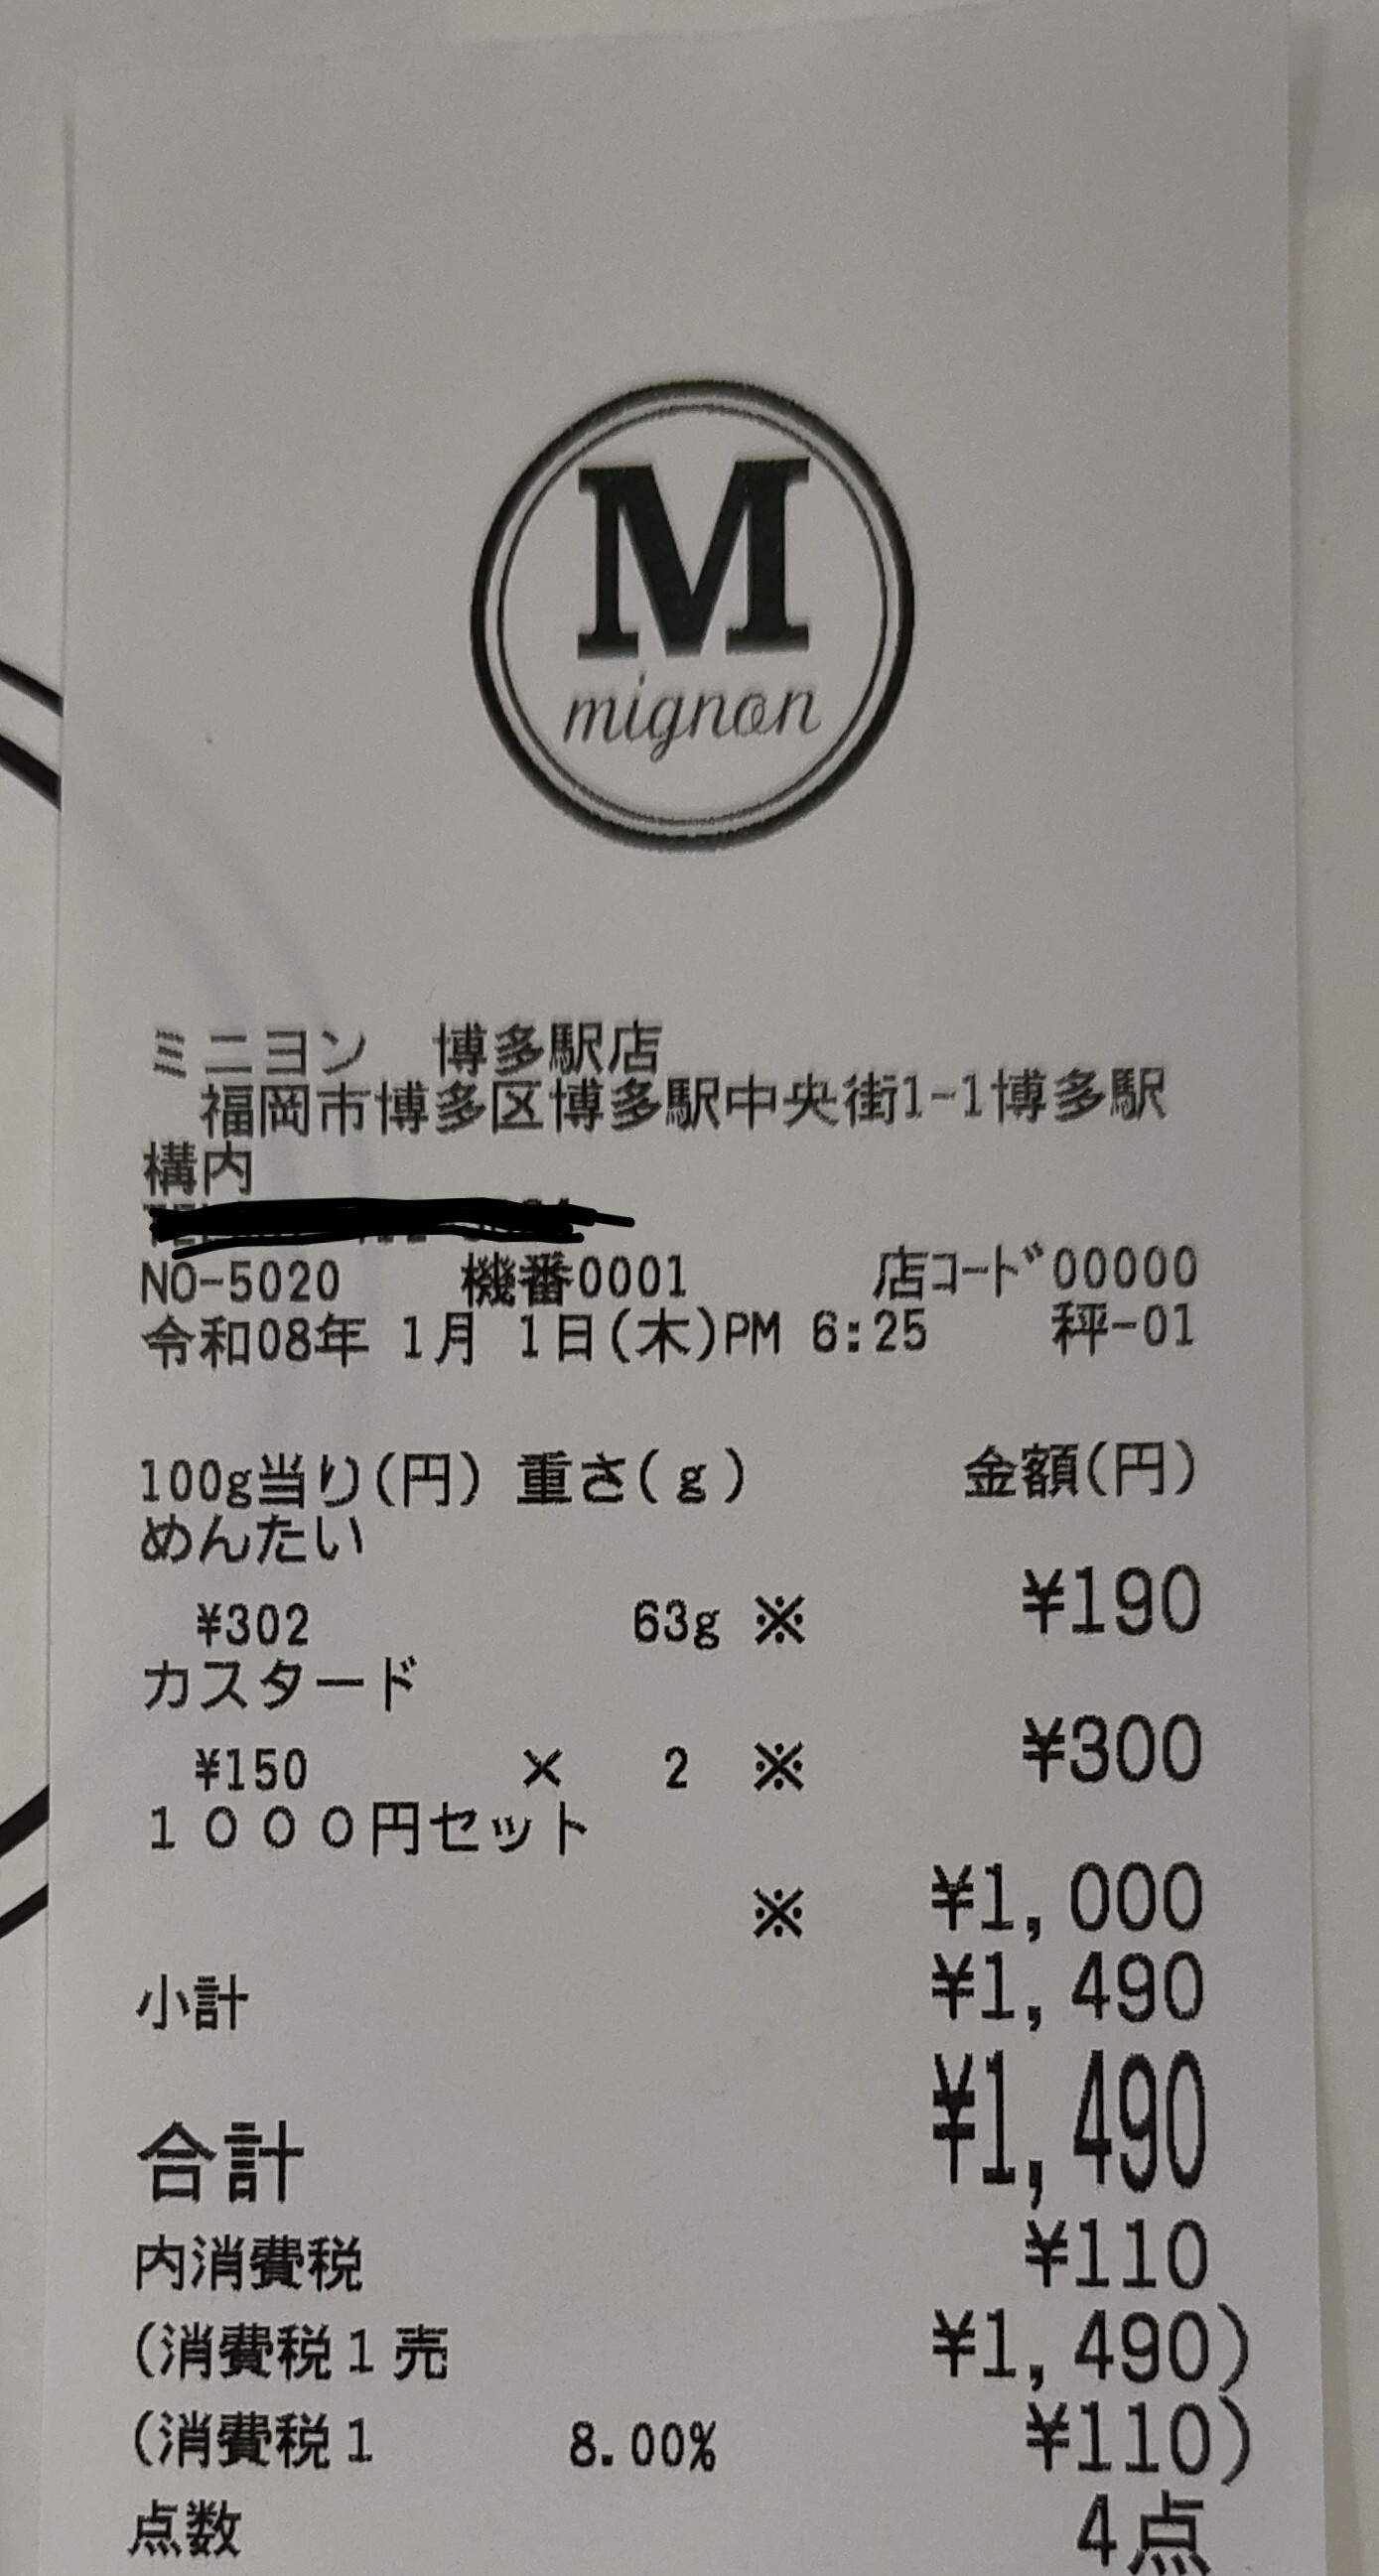 M
mignon
ミニヨン 博多駅店
福岡市博多区博多駅中央街1-1博多駅
構内
NO-5020 機番0001 店コード00000
令和08年 1月 1日(木)PM 6:25 秤-01
100g当り(円) 重さ(g) 金額(円)
めんたい
¥302 63g ※ ¥190
カスタード
¥150 × 2 ※ ¥300
１０００円セット
※ ¥1,000
小計 ¥1,490
合計 ¥1,490
内消費税 ¥110
(消費税1売 ¥1,490)
(消費税1 8.00% ¥110)
点数 4点